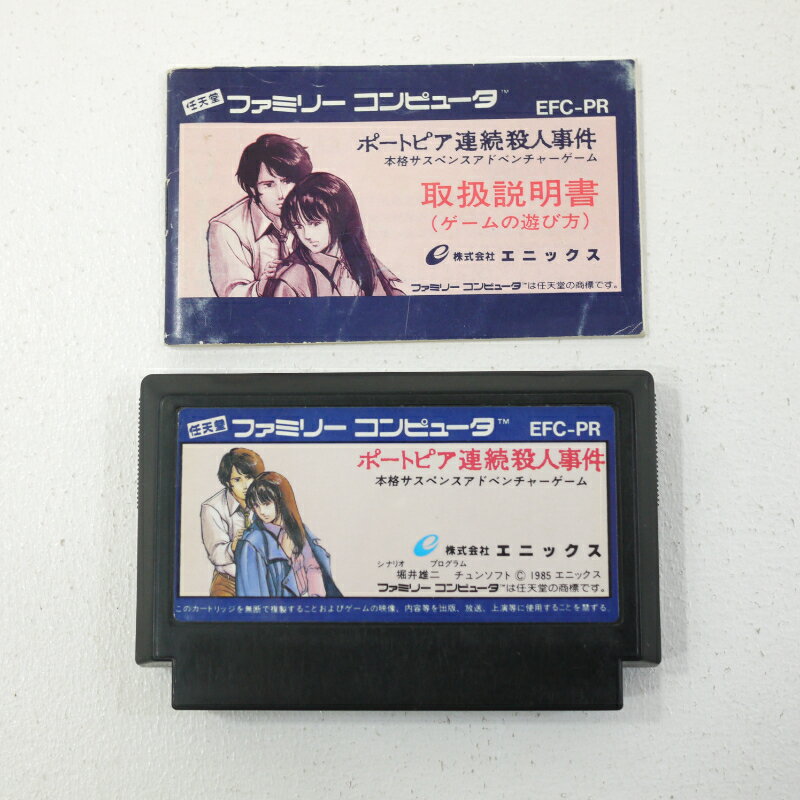 任天堂 ファミリー コンピュータ™ EFC-PR
ポートピア連続殺人事件
本格サスペンスアドベンチャーゲーム
取扱説明書
(ゲームの遊び方)
e 株式会社 エニックス
ファミリー コンピュータ™は任天堂の商標です。
任天堂 ファミリー コンピュータ™ EFC-PR
ポートピア連続殺人事件
本格サスペンスアドベンチャーゲーム
e 株式会社 エニックス
シナリオ プログラム
堀井雄二 チュンソフト © 1985 エニックス
ファミリー コンピュータ™は任天堂の商標です。
このカートリッジを無断で複製することおよびゲームの映像、内容等を出版、放送、上演等に使用することを禁ずる。